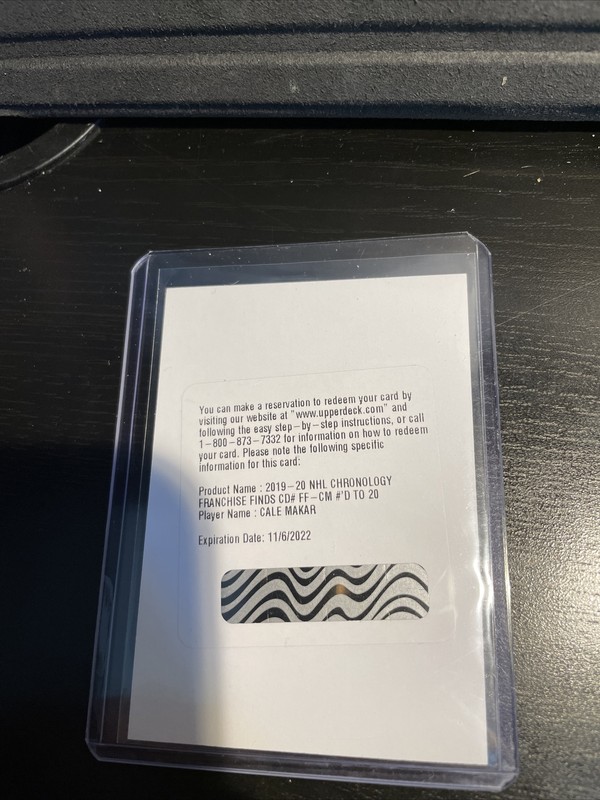 You can make a reservation to redeem your card by
visiting our website at "www.upperdeck.com" and
following the easy step-by-step instructions, or call
1-800-873-7332 for information on how to redeem
your card. Please note the following specific
information for this card:
Product Name : 2019-20 NHL CHRONOLOGY
FRANCHISE FINDS CD# FF-CM #'D TO 20
Player Name : CALE MAKAR
Expiration Date: 11/6/2022